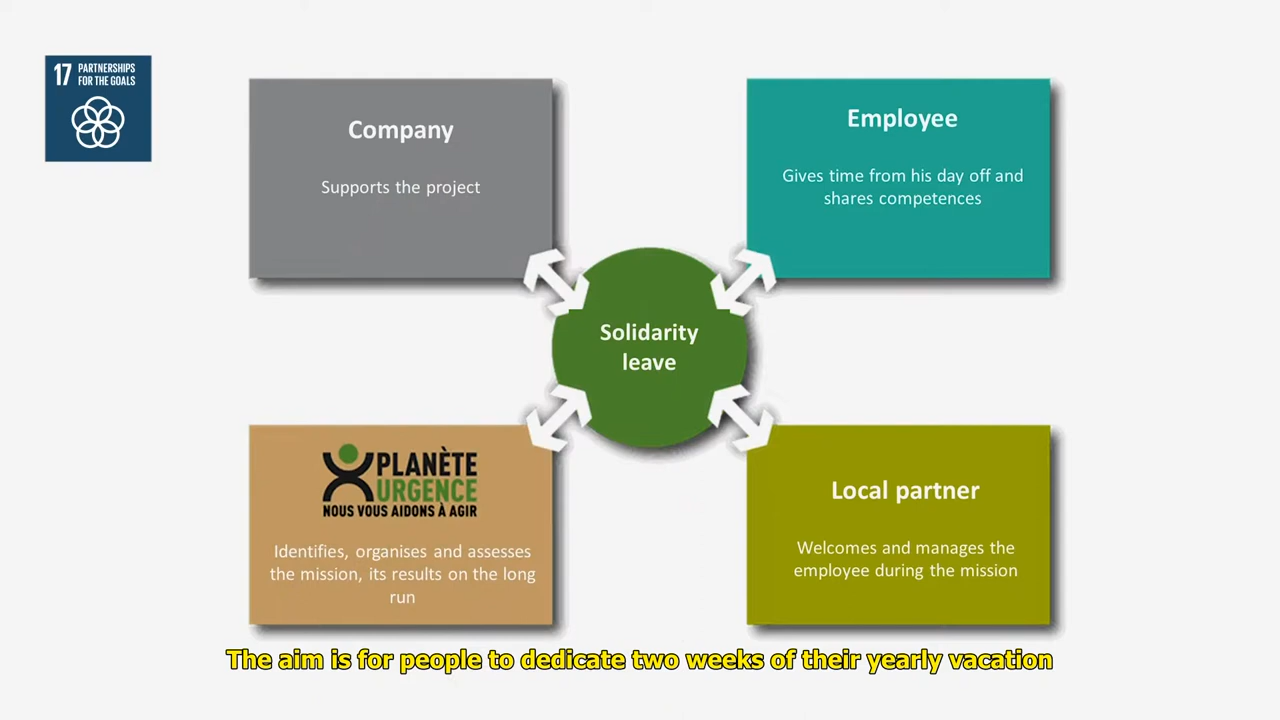 17 PARTNERSHIPS
FOR THE GOALS
Company
Supports the project
Employee
Gives time from his day off and
shares competences
Solidarity
leave
PLANÈTE
URGENCE
NOUS VOUS AIDONS À AGIR
Identifies, organises and assesses
the mission, its results on the long
run
Local partner
Welcomes and manages the
employee during the mission
The aim is for people to dedicate two weeks of their yearly vacation